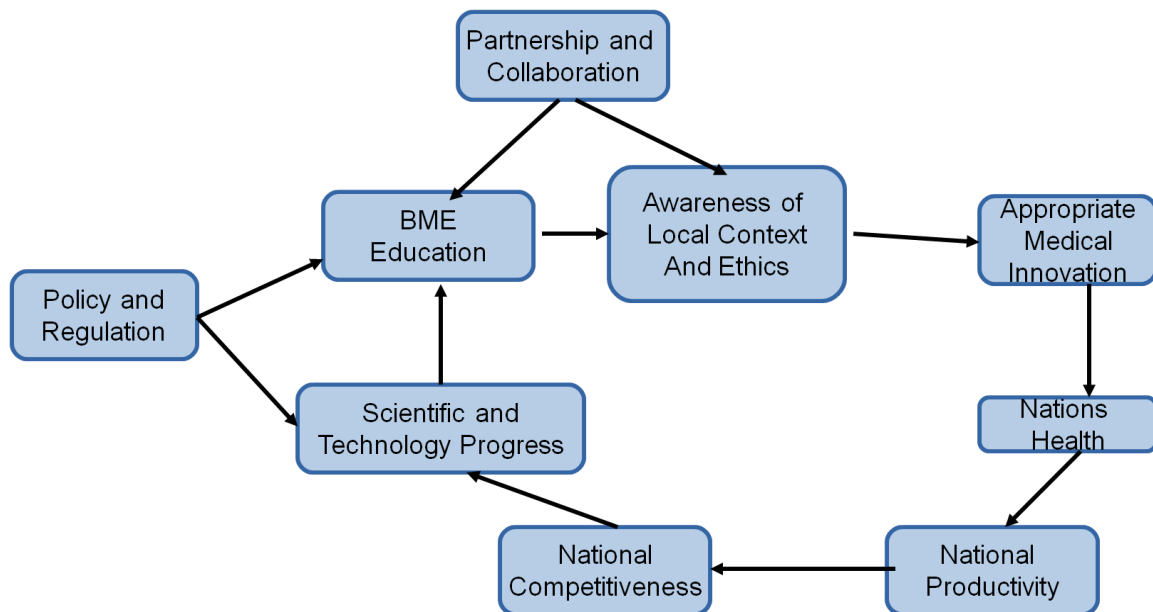 Partnership and
Collaboration
BME
Education
Awareness of
Local Context
And Ethics
Appropriate
Medical
Innovation
Policy and
Regulation
Scientific and
Technology Progress
Nations
Health
National
Competitiveness
National
Productivity